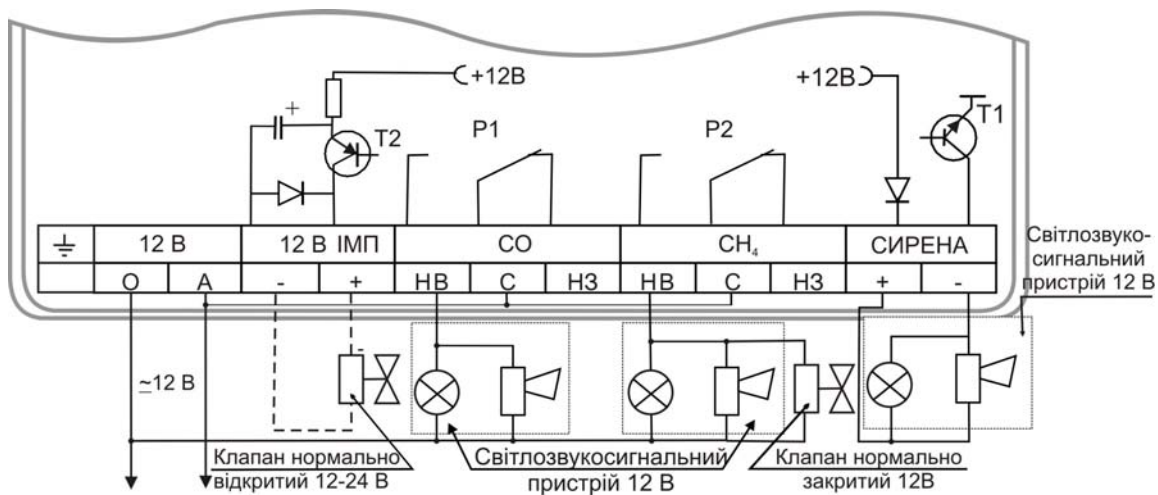 +12В
+12В
+
T2
P1
P2
T1
12 В
12 В ІМП
СО
СН₄
СИРЕНА
О
А
-
+
НВ
С
НЗ
НВ
С
НЗ
+
-
Світлозвуко-
сигнальний
пристрій 12 В
-
~12 В
Клапан нормально
відкритий 12-24 В
Світлозвукосигнальний
пристрій 12 В
Клапан нормально
закритий 12В